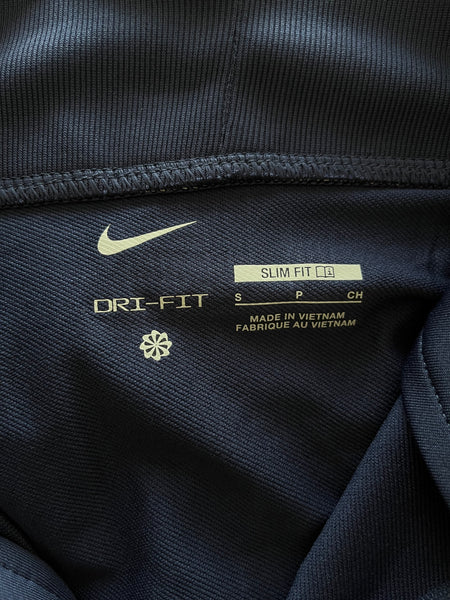 DRI-FIT
SLIM FIT
S P CH
MADE IN VIETNAM
FABRIQUE AU VIETNAM